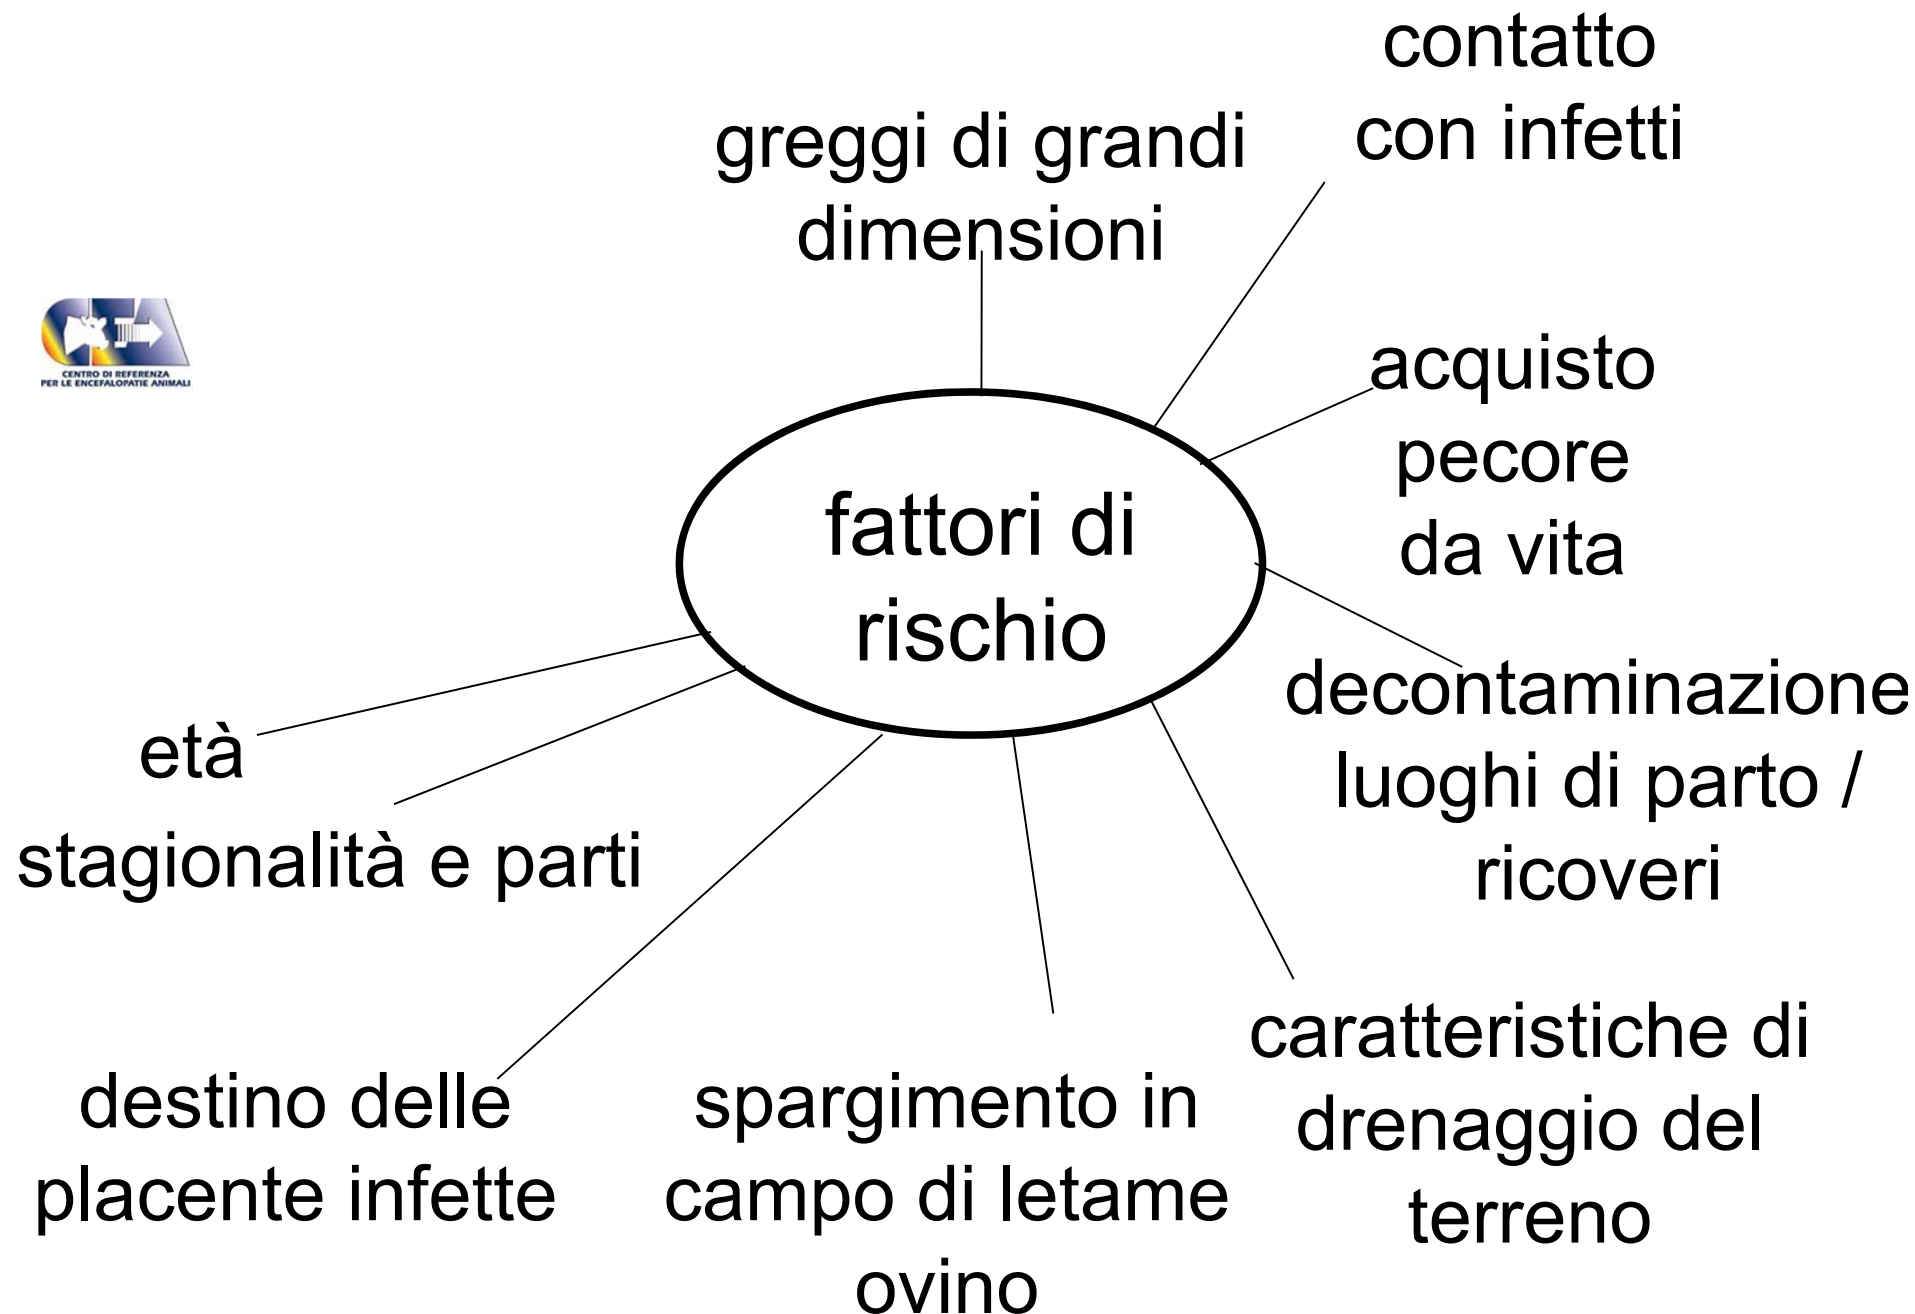 contatto
con infetti
greggi di grandi
dimensioni
CENTRO DI REFERENZA
PER LE ENCEFALOPATIE ANIMALI
acquisto
pecore
da vita
fattori di
rischio
decontaminazione
luoghi di parto /
ricoveri
età
stagionalità e parti
caratteristiche di
drenaggio del
terreno
destino delle
placente infette
spargimento in
campo di letame
ovino